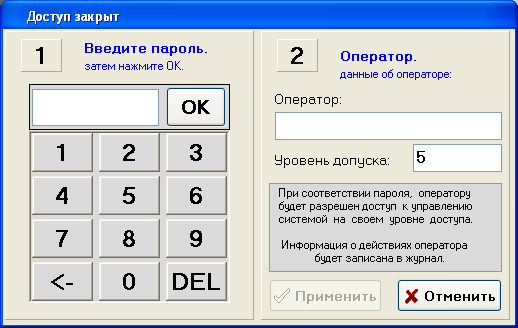 Доступ закрыт
1
Введите пароль.
затем нажмите ОК.
OK
1 2 3
4 5 6
7 8 9
<- 0 DEL
2
Оператор.
данные об операторе:
Оператор:
Уровень допуска: 5
При соответствии пароля, оператору
будет разрешен доступ к управлению
системой на своем уровне доступа.
Информация о действиях оператора
будет записана в журнал.
Применить
Отменить